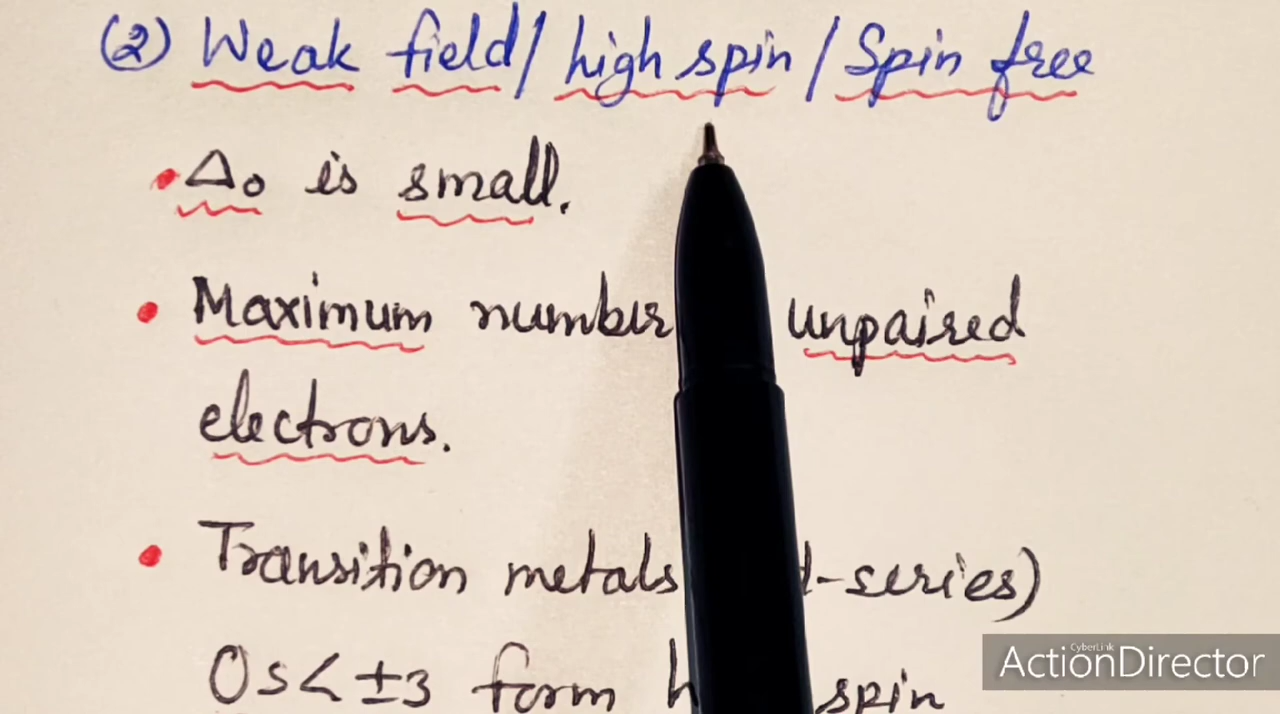 (2) Weak field / high spin / Spin free
• Δo is small.
• Maximum number unpaired
electrons.
• Transition metals d-series)
Os < ±3 form spin
CyberLink
ActionDirector